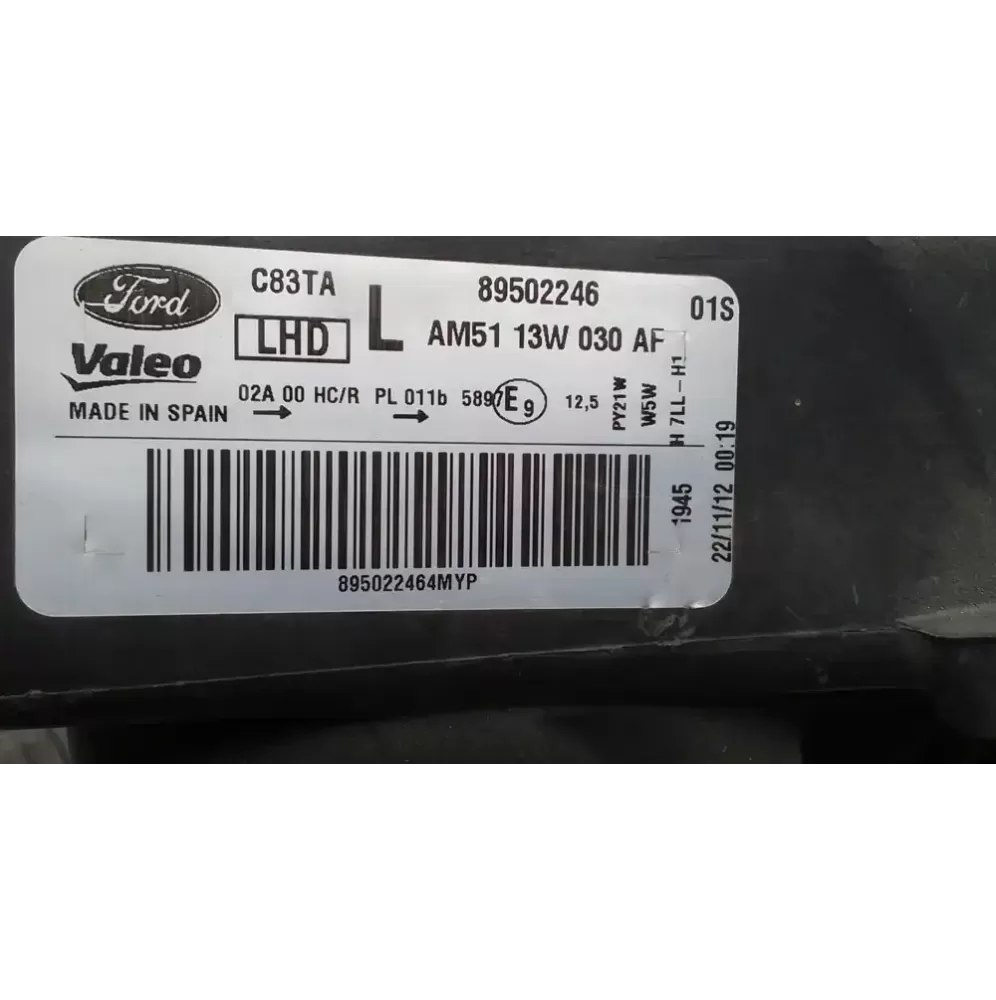 Ford
Valeo
MADE IN SPAIN
C83TA
LHD
L
89502246
AM51 13W 030 AF
01S
02A 00 HC/R PL 011b 5897 E9 12,5
PY21W
W5W
H 7LL-H1
1945
22/11/12 00:19
895022464MYP